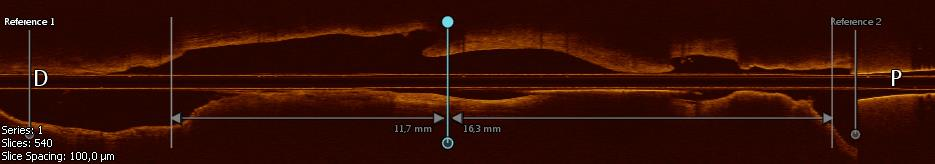 Reference 1
Reference 2
D
P
11,7 mm
16,3 mm
Series: 1
Slices: 540
Slice Spacing: 100,0 µm